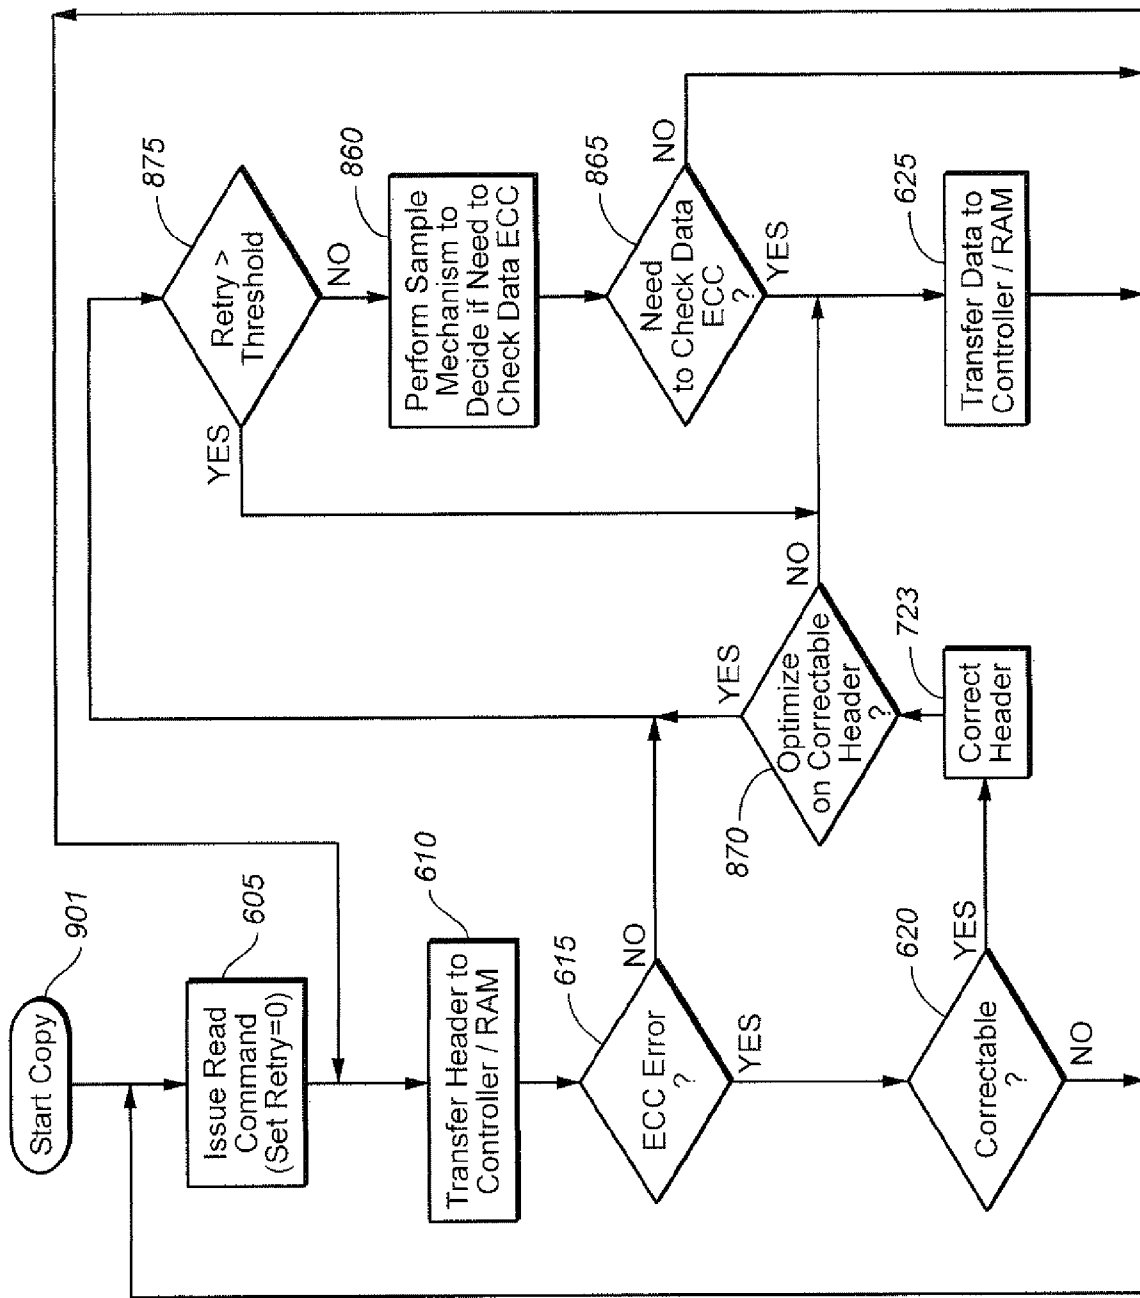 Start Copy
901
Issue Read
Command
(Set Retry=0)
605
Transfer Header to
Controller / RAM
610
ECC Error
?
615
NO
YES
Correctable
?
620
YES
NO
Correct
Header
723
Optimize
on Correctable
Header
?
870
YES
NO
Retry >
Threshold
875
YES
NO
Perform Sample
Mechanism to
Decide if Need to
Check Data ECC
860
Need
to Check Data
ECC
?
865
NO
YES
Transfer Data to
Controller / RAM
625